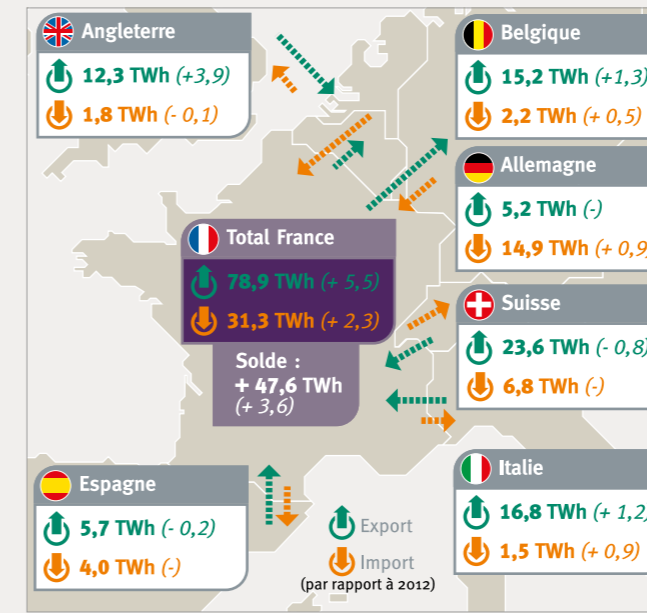 Angleterre
12,3 TWh (+3,9)
1,8 TWh (- 0,1)
Belgique
15,2 TWh (+1,3)
2,2 TWh (+ 0,5)
Allemagne
5,2 TWh (-)
14,9 TWh (+ 0,9
Total France
78,9 TWh (+ 5,5)
31,3 TWh (+ 2,3)
Solde :
+ 47,6 TWh
(+ 3,6)
Suisse
23,6 TWh (- 0,8)
6,8 TWh (-)
Espagne
5,7 TWh (- 0,2)
4,0 TWh (-)
Italie
16,8 TWh (+ 1,2)
1,5 TWh (+ 0,9)
Export
Import
(par rapport à 2012)